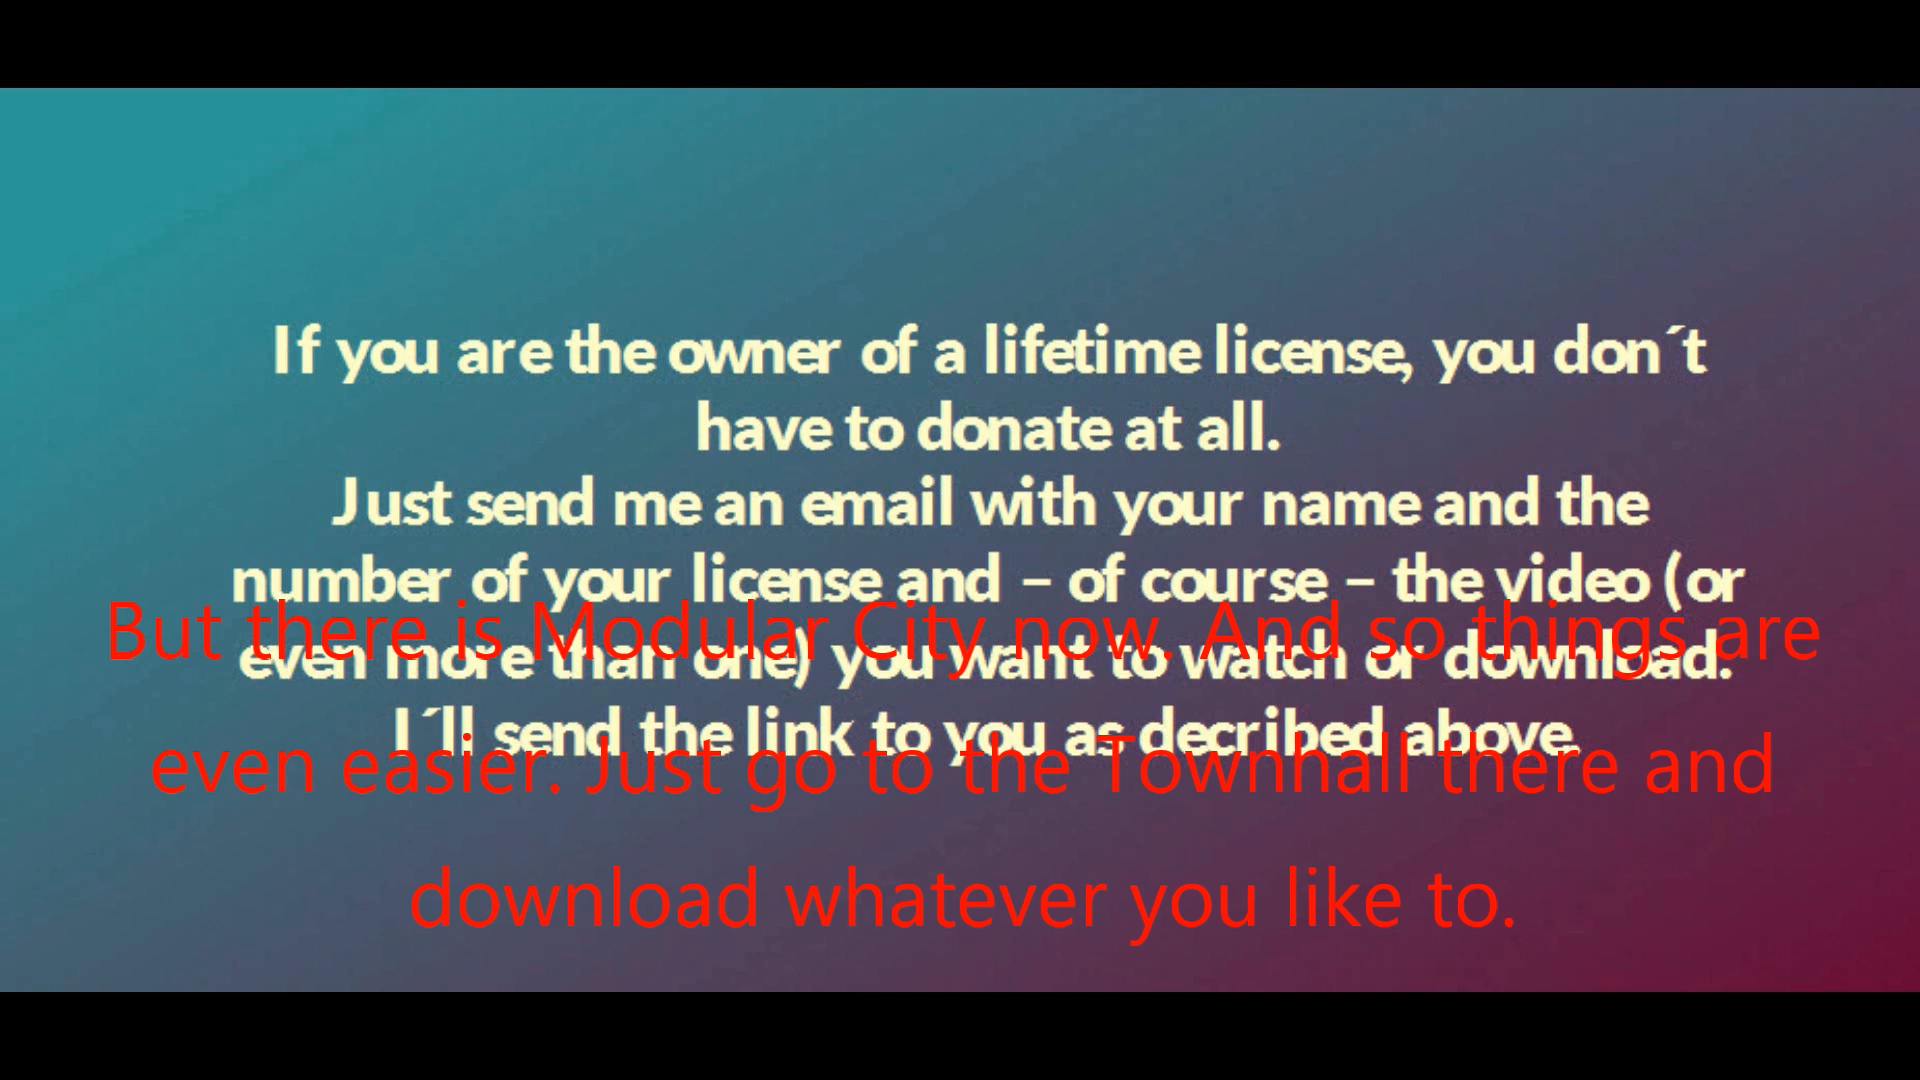 If you are the owner of a lifetime license, you don´t
have to donate at all.
Just send me an email with your name and the
number of your license and – of course – the video (or
even more than one) you want to watch or download.
I´ll send the link to you as decribed above.
But there is Modular City now. And so things are
even easier. Just go to the Townhall there and
download whatever you like to.